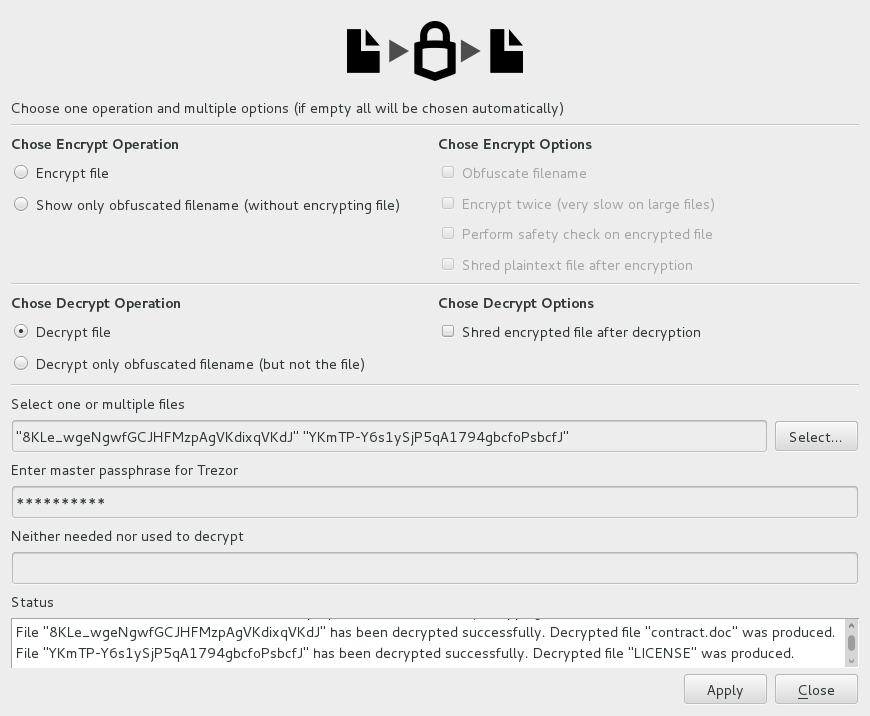 Choose one operation and multiple options (if empty all will be chosen automatically)
Chose Encrypt Operation
Encrypt file
Show only obfuscated filename (without encrypting file)
Chose Encrypt Options
Obfuscate filename
Encrypt twice (very slow on large files)
Perform safety check on encrypted file
Shred plaintext file after encryption
Chose Decrypt Operation
Decrypt file
Decrypt only obfuscated filename (but not the file)
Chose Decrypt Options
Shred encrypted file after decryption
Select one or multiple files
"8KLe_wgeNgwfGCJHFMzpAgVKdixqVKdJ" "YKmTP-Y6s1ySjP5qA1794gbcfoPsbcfJ"
Select...
Enter master passphrase for Trezor
**********
Neither needed nor used to decrypt
Status
File "8KLe_wgeNgwfGCJHFMzpAgVKdixqVKdJ" has been decrypted successfully. Decrypted file "contract.doc" was produced.
File "YKmTP-Y6s1ySjP5qA1794gbcfoPsbcfJ" has been decrypted successfully. Decrypted file "LICENSE" was produced.
Apply
Close